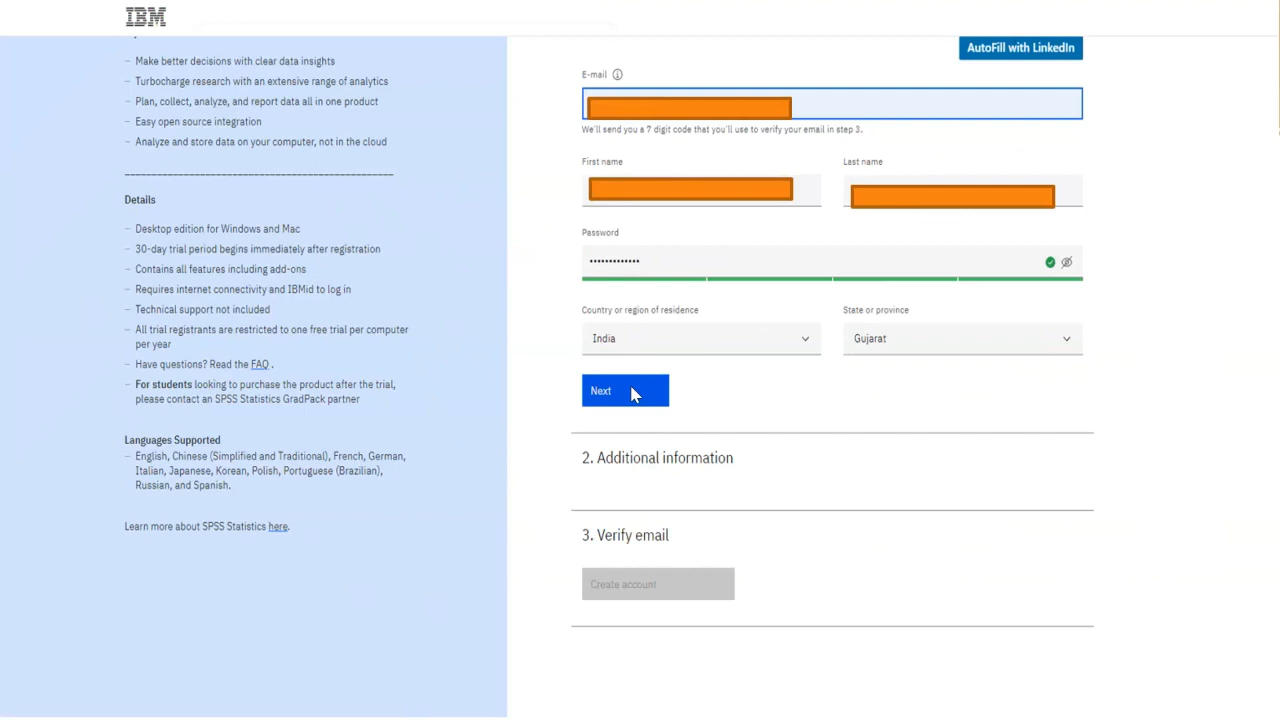 IBM
– Make better decisions with clear data insights
– Turbocharge research with an extensive range of analytics
– Plan, collect, analyze, and report data all in one product
– Easy open source integration
– Analyze and store data on your computer, not in the cloud
Details
– Desktop edition for Windows and Mac
– 30-day trial period begins immediately after registration
– Contains all features including add-ons
– Requires internet connectivity and IBMid to log in
– Technical support not included
– All trial registrants are restricted to one free trial per computer
per year
– Have questions? Read the FAQ .
– For students looking to purchase the product after the trial,
please contact an SPSS Statistics GradPack partner
Languages Supported
– English, Chinese (Simplified and Traditional), French, German,
Italian, Japanese, Korean, Polish, Portuguese (Brazilian),
Russian, and Spanish.
Learn more about SPSS Statistics here.
AutoFill with LinkedIn
E-mail
We'll send you a 7 digit code that you'll use to verify your email in step 3.
First name
Last name
Password
•••••••••••••
Country or region of residence
State or province
India
Gujarat
Next
2. Additional information
3. Verify email
Create account